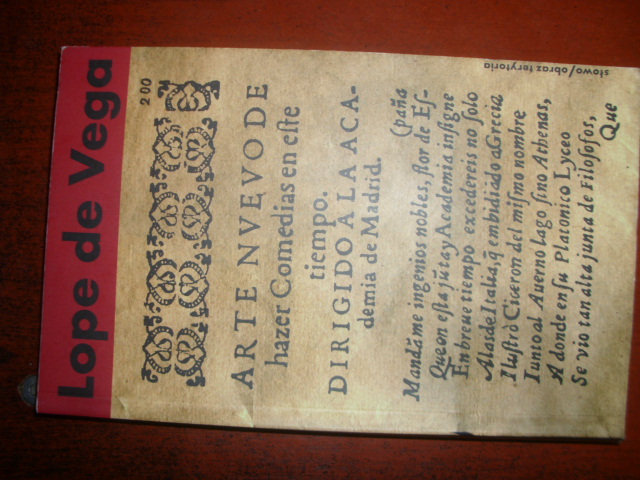 Lope de Vega
200
ARTE NVEVO DE
hazer Comedias en eſte
tiempo.
DIRIGIDO A LA ACA-
demia de Madrid.
Mandãme ingenios nobles, flor de Eſ- (paña
Que en eſta jũta y Academia inſigne
En breue tiempo excedereis no ſolo
A las de Italia, q̃ embidiado a Grecia
Iluſtrò Ciceron del miſmo nombre
Iunto al Auerno Lago ſino Athenas,
A donde en ſu Platonico Lyceo
Se vio tan alta junta de Filoſofos,
Que
słowo/obraz terytoria